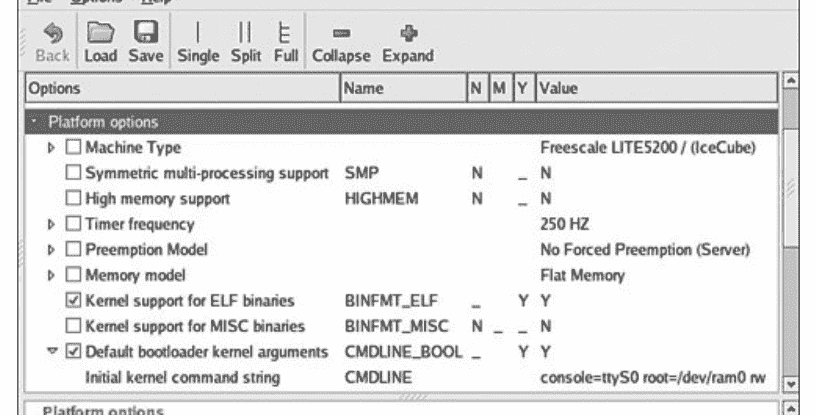 File Options Help
Back Load Save Single Split Full Collapse Expand
Options Name N M Y Value
Platform options
Machine Type Freescale LITE5200 / (IceCube)
Symmetric multi-processing support SMP N _ N
High memory support HIGHMEM N _ N
Timer frequency 250 HZ
Preemption Model No Forced Preemption (Server)
Memory model Flat Memory
Kernel support for ELF binaries BINFMT_ELF _ Y Y
Kernel support for MISC binaries BINFMT_MISC N _ _ N
Default bootloader kernel arguments CMDLINE_BOOL _ Y Y
Initial kernel command string CMDLINE console=ttyS0 root=/dev/ram0 rw
Platform options